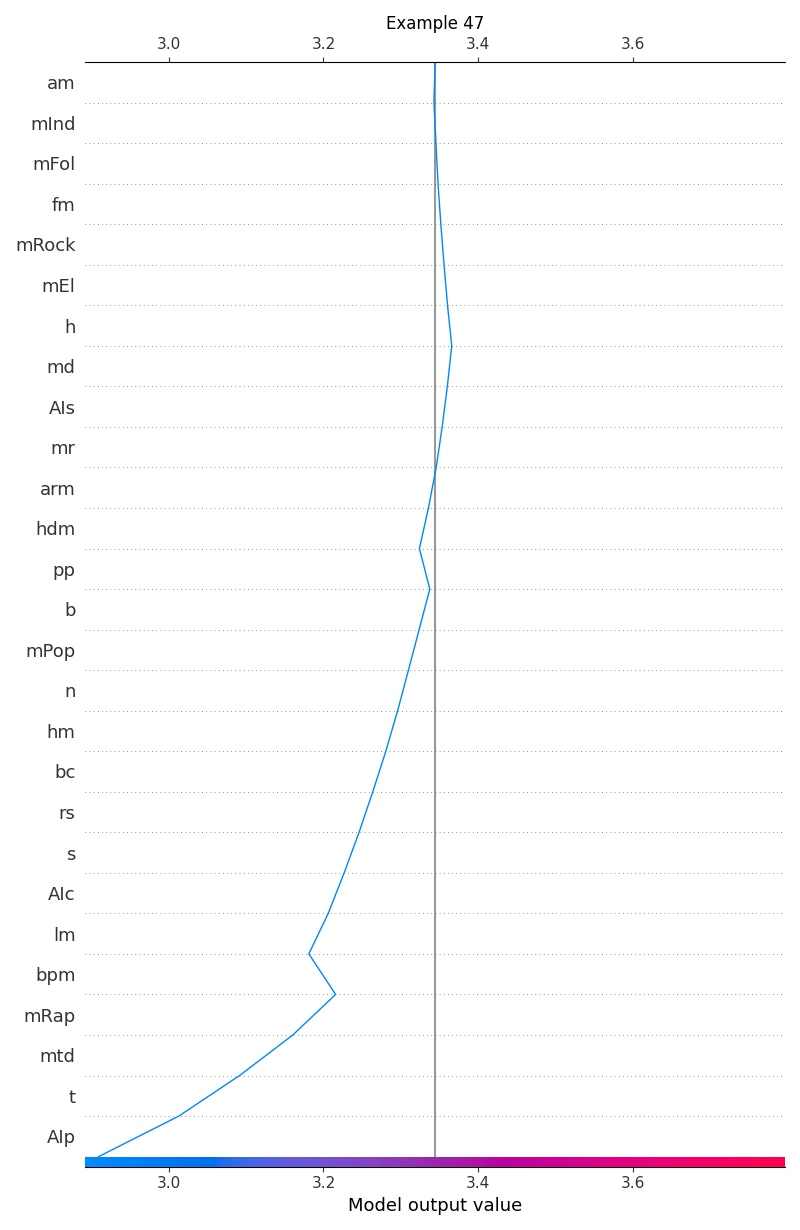 Example 47
3.0 3.2 3.4 3.6
am
mInd
mFol
fm
mRock
mEl
h
md
AIs
mr
arm
hdm
pp
b
mPop
n
hm
bc
rs
s
AIc
lm
bpm
mRap
mtd
t
AIp
3.0 3.2 3.4 3.6
Model output value